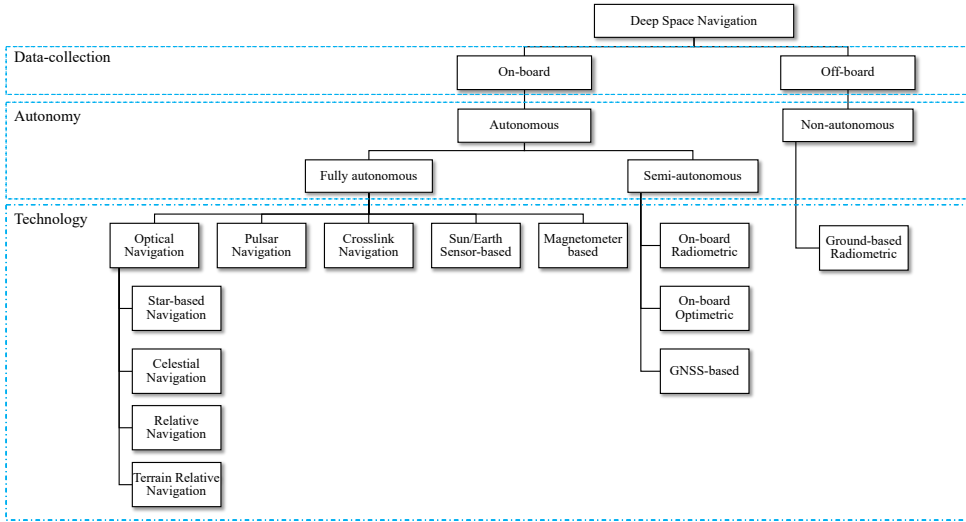 Deep Space Navigation
Data-collection
On-board
Off-board
Autonomy
Autonomous
Non-autonomous
Fully autonomous
Semi-autonomous
Technology
Optical
Navigation
Pulsar
Navigation
Crosslink
Navigation
Sun/Earth
Sensor-based
Magnetometer
based
On-board
Radiometric
Ground-based
Radiometric
Star-based
Navigation
On-board
Optimetric
Celestial
Navigation
GNSS-based
Relative
Navigation
Terrain Relative
Navigation